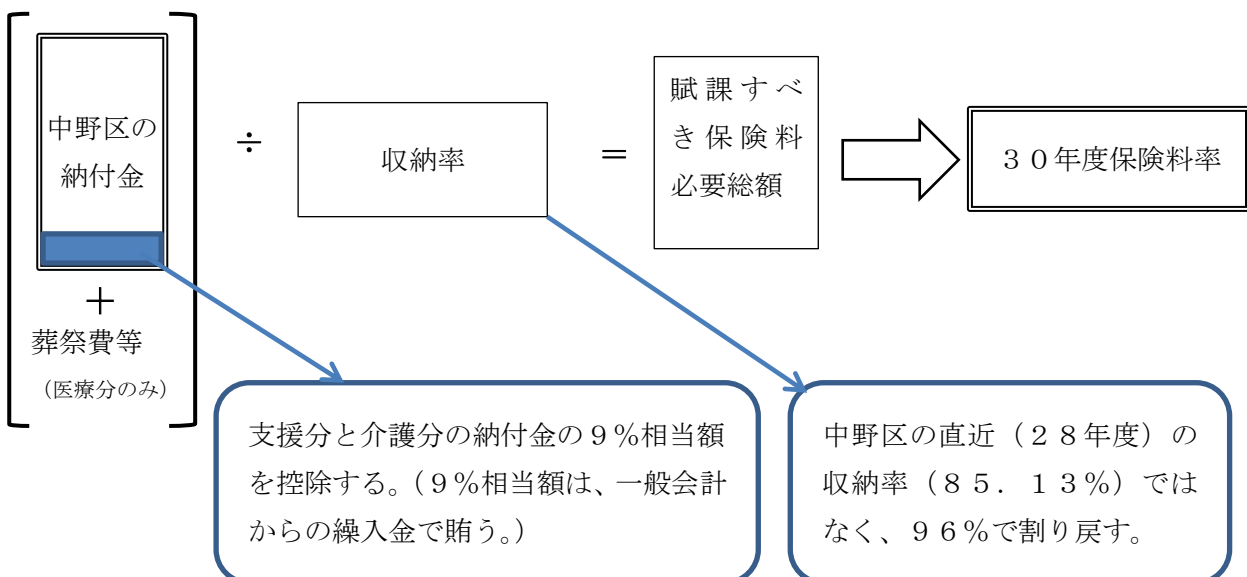 中野区の
納付金
＋
葬祭費等
（医療分のみ）
÷
収納率
＝
賦課すべ
き保険料
必要総額
３０年度保険料率
支援分と介護分の納付金の９％相当額
を控除する。（９％相当額は、一般会計
からの繰入金で賄う。）
中野区の直近（２８年度）の
収納率（８５．１３％）では
なく、９６％で割り戻す。